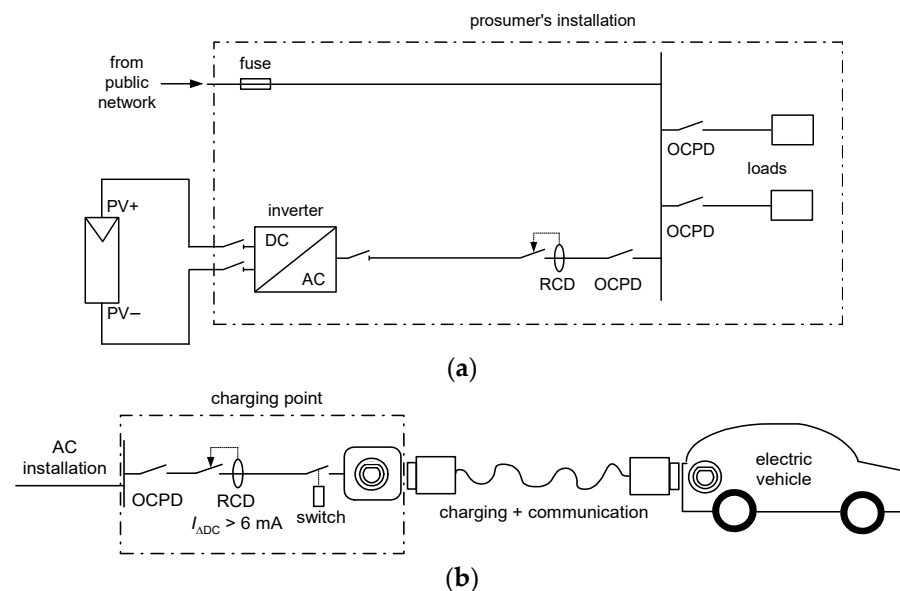 prosumer's installation
from
public
network
fuse
OCPD
loads
OCPD
PV+
inverter
DC
AC
RCD OCPD
PV−
(a)
charging point
AC
installation
OCPD
RCD
I∆DC > 6 mA
switch
charging + communication
electric
vehicle
(b)